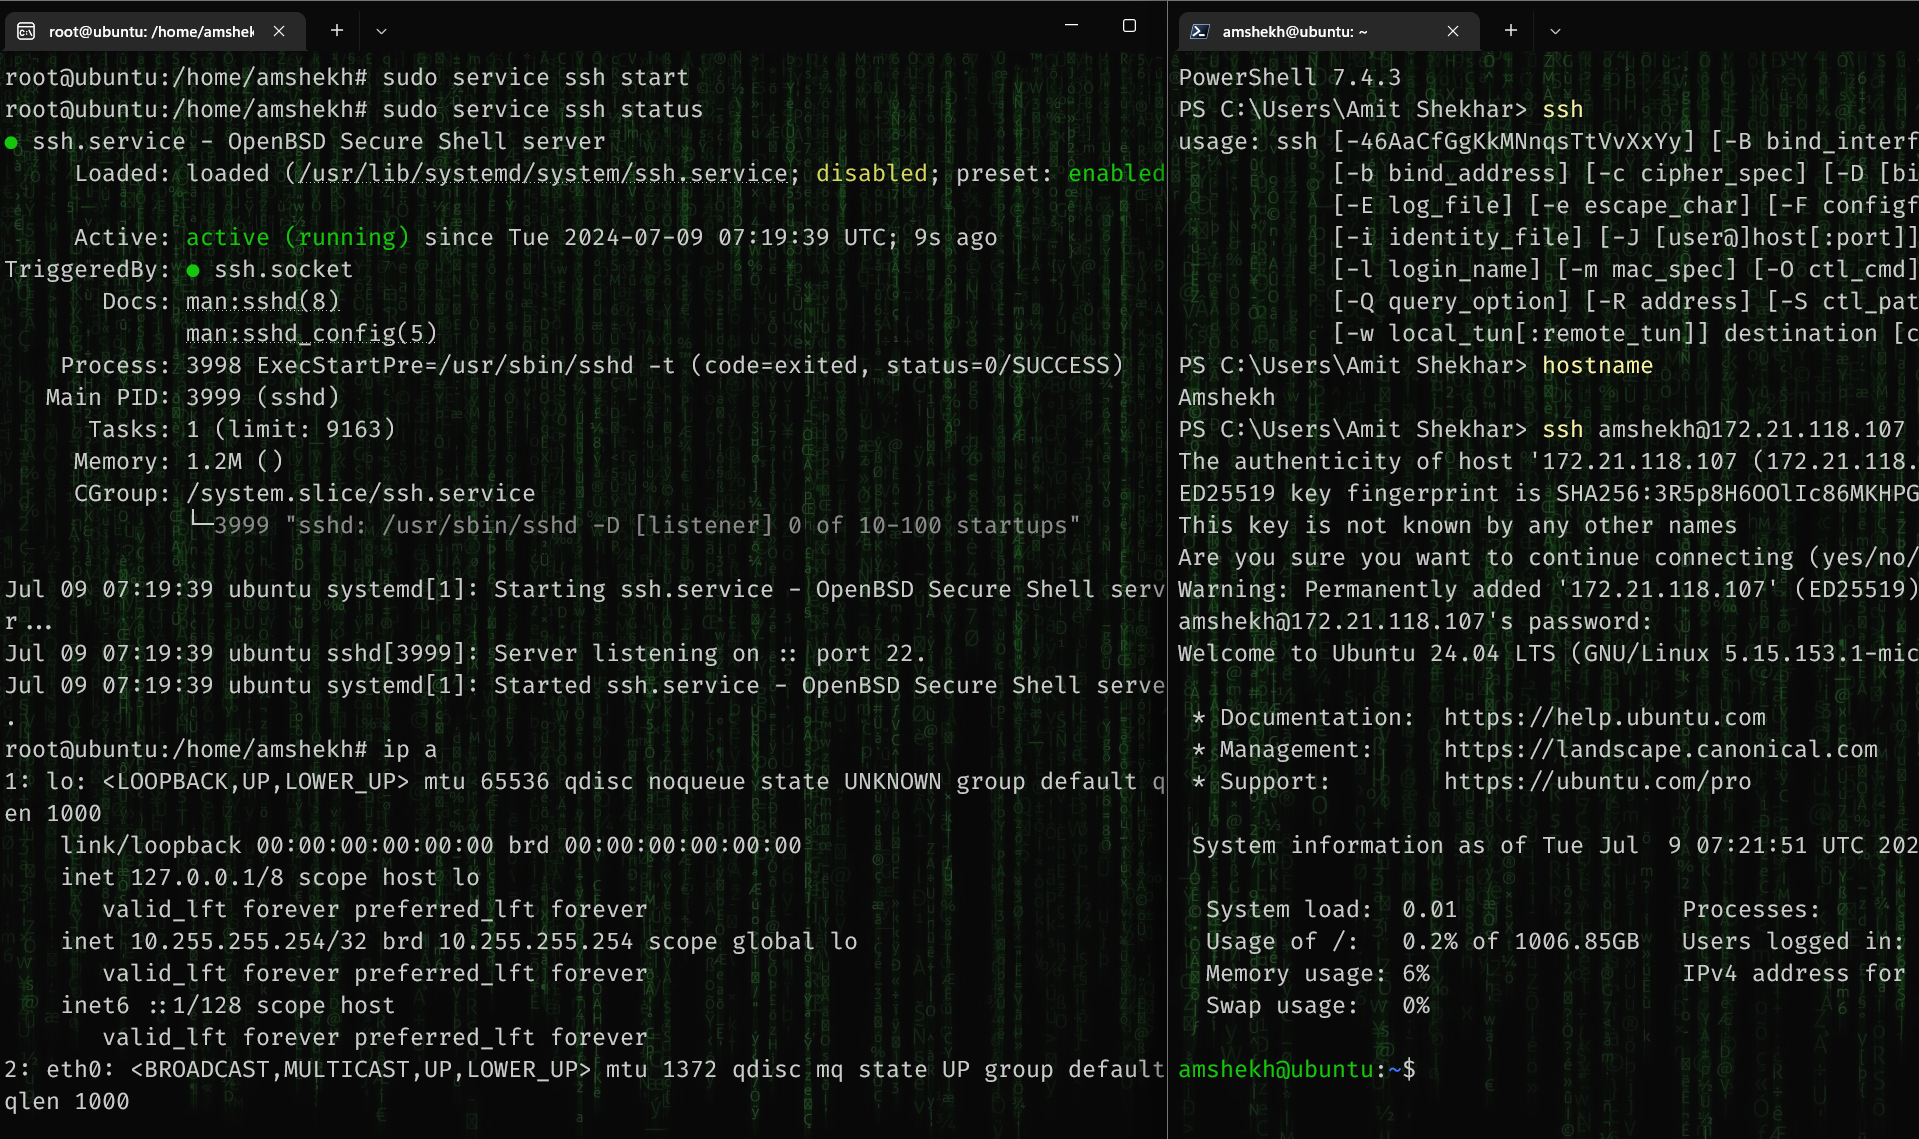 root@ubuntu: /home/amshek
root@ubuntu:/home/amshekh# sudo service ssh start
root@ubuntu:/home/amshekh# sudo service ssh status
● ssh.service - OpenBSD Secure Shell server
Loaded: loaded (/usr/lib/systemd/system/ssh.service; disabled; preset: enabled
Active: active (running) since Tue 2024-07-09 07:19:39 UTC; 9s ago
TriggeredBy: ● ssh.socket
Docs: man:sshd(8)
man:sshd_config(5)
Process: 3998 ExecStartPre=/usr/sbin/sshd -t (code=exited, status=0/SUCCESS)
Main PID: 3999 (sshd)
Tasks: 1 (limit: 9163)
Memory: 1.2M ()
CGroup: /system.slice/ssh.service
└─3999 "sshd: /usr/sbin/sshd -D [listener] 0 of 10-100 startups"
Jul 09 07:19:39 ubuntu systemd[1]: Starting ssh.service - OpenBSD Secure Shell serv
r...
Jul 09 07:19:39 ubuntu sshd[3999]: Server listening on :: port 22.
Jul 09 07:19:39 ubuntu systemd[1]: Started ssh.service - OpenBSD Secure Shell serve
.
root@ubuntu:/home/amshekh# ip a
1: lo: <LOOPBACK,UP,LOWER_UP> mtu 65536 qdisc noqueue state UNKNOWN group default q
en 1000
link/loopback 00:00:00:00:00:00 brd 00:00:00:00:00:00
inet 127.0.0.1/8 scope host lo
valid_lft forever preferred_lft forever
inet 10.255.255.254/32 brd 10.255.255.254 scope global lo
valid_lft forever preferred_lft forever
inet6 ::1/128 scope host
valid_lft forever preferred_lft forever
2: eth0: <BROADCAST,MULTICAST,UP,LOWER_UP> mtu 1372 qdisc mq state UP group default
qlen 1000
amshekh@ubuntu: ~
PowerShell 7.4.3
PS C:\Users\Amit Shekhar> ssh
usage: ssh [-46AaCfGgKkMNnqsTtVvXxYy] [-B bind_interf
[-b bind_address] [-c cipher_spec] [-D [bi
[-E log_file] [-e escape_char] [-F configf
[-i identity_file] [-J [user@]host[:port]]
[-l login_name] [-m mac_spec] [-O ctl_cmd]
[-Q query_option] [-R address] [-S ctl_pat
[-w local_tun[:remote_tun]] destination [c
PS C:\Users\Amit Shekhar> hostname
Amshekh
PS C:\Users\Amit Shekhar> ssh amshekh@172.21.118.107
The authenticity of host '172.21.118.107 (172.21.118.
ED25519 key fingerprint is SHA256:3R5p8H6OOlIc86MKHPG
This key is not known by any other names
Are you sure you want to continue connecting (yes/no/
Warning: Permanently added '172.21.118.107' (ED25519)
amshekh@172.21.118.107's password:
Welcome to Ubuntu 24.04 LTS (GNU/Linux 5.15.153.1-mic
* Documentation: https://help.ubuntu.com
* Management: https://landscape.canonical.com
* Support: https://ubuntu.com/pro
System information as of Tue Jul 9 07:21:51 UTC 202
System load: 0.01 Processes:
Usage of /: 0.2% of 1006.85GB Users logged in:
Memory usage: 6% IPv4 address for
Swap usage: 0%
amshekh@ubuntu:~$